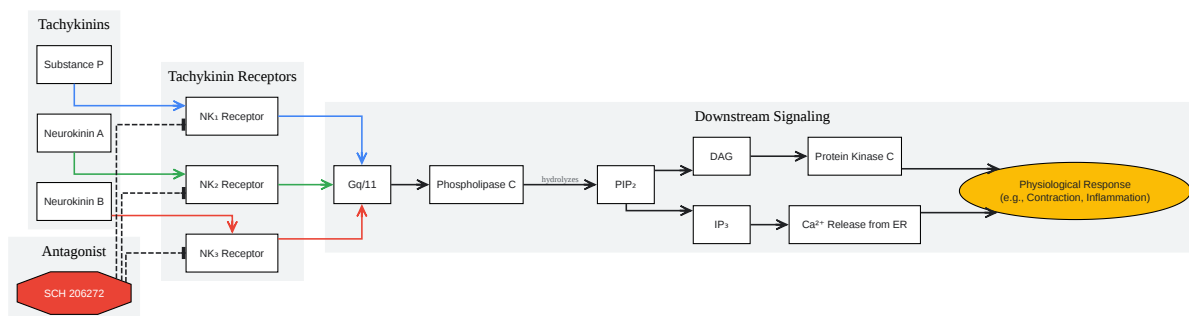 Tachykinins
Substance P
Neurokinin A
Neurokinin B
Antagonist
SCH 206272
Tachykinin Receptors
NK₁ Receptor
NK₂ Receptor
NK₃ Receptor
Downstream Signaling
Gq/11
Phospholipase C
hydrolyzes
PIP₂
DAG
Protein Kinase C
IP₃
Ca²⁺ Release from ER
Physiological Response
(e.g., Contraction, Inflammation)